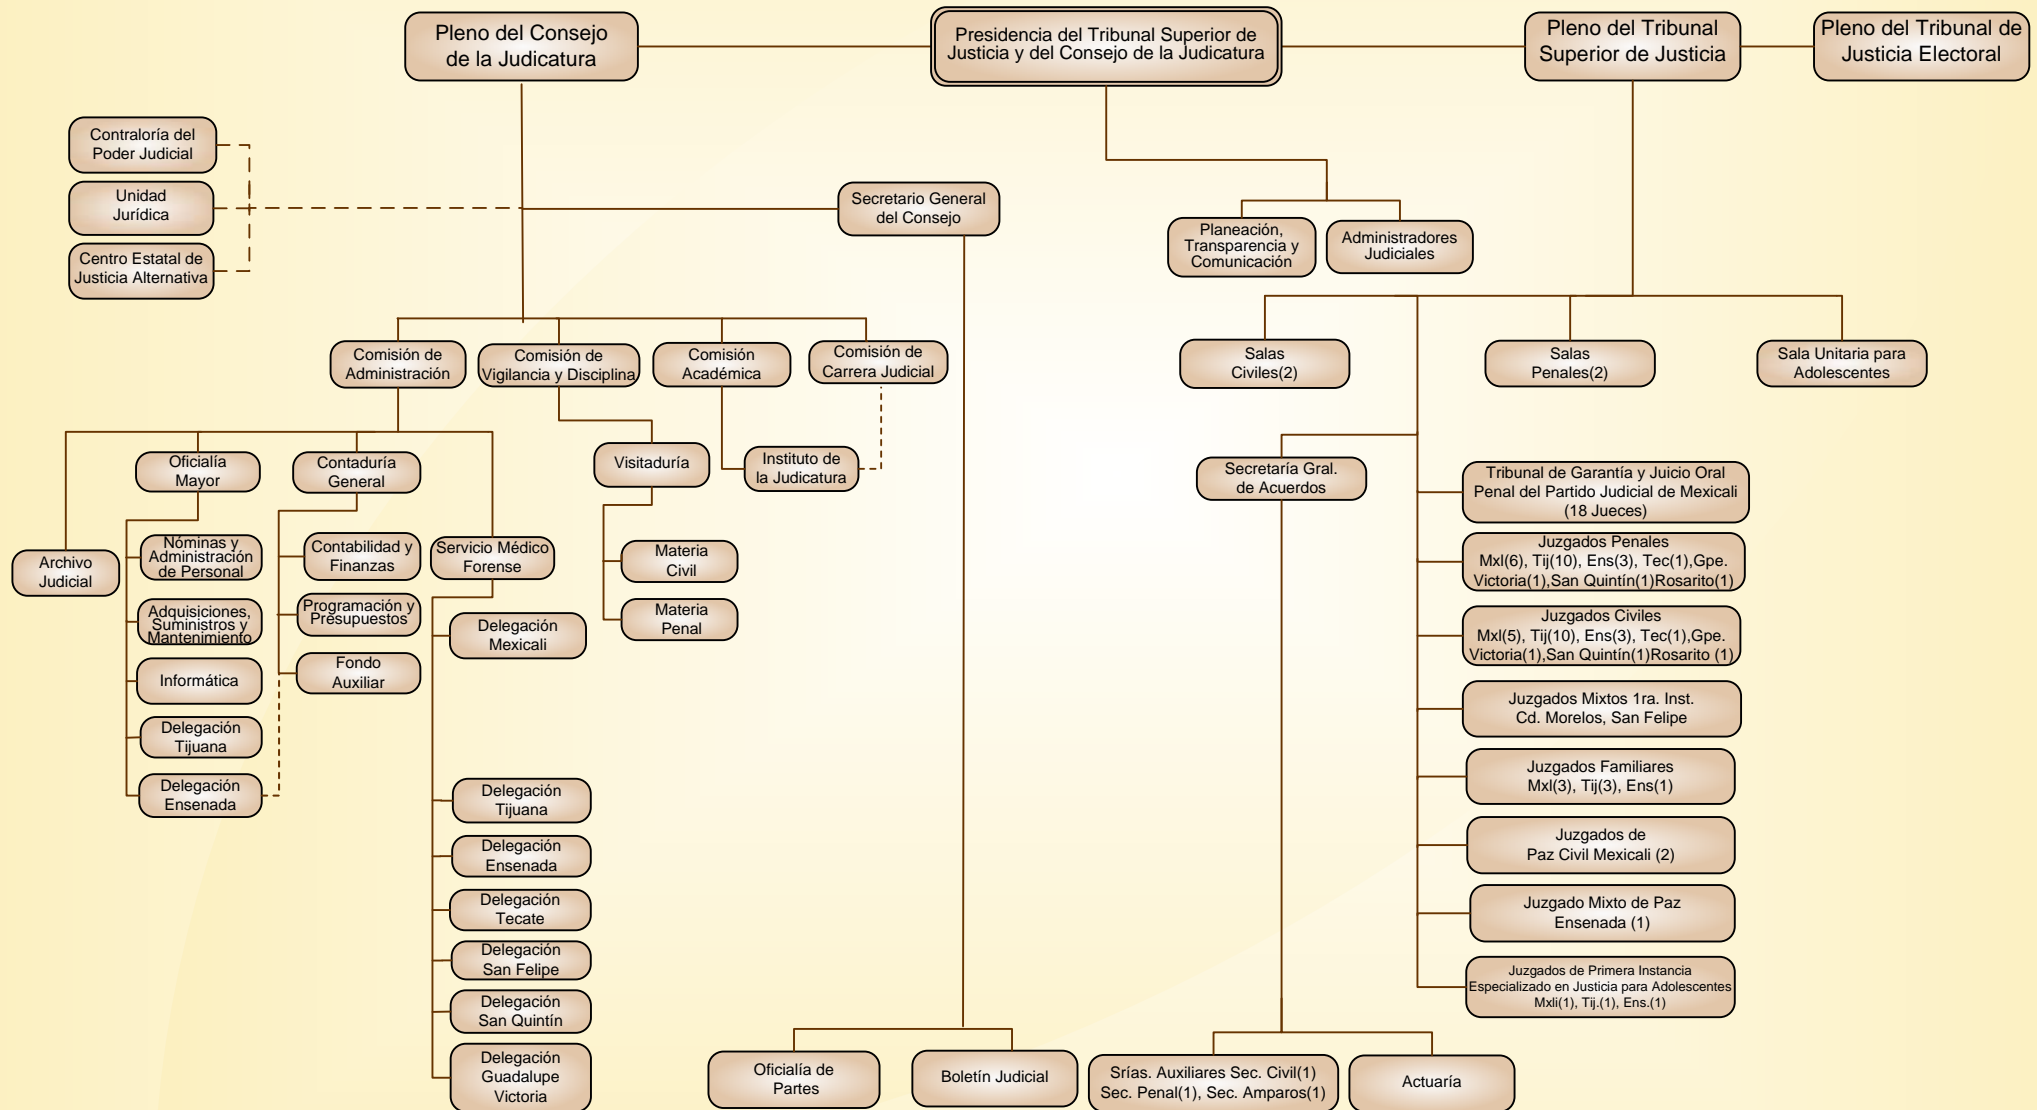 Pleno del Consejo
de la Judicatura
Presidencia del Tribunal Superior de
Justicia y del Consejo de la Judicatura
Pleno del Tribunal
Superior de Justicia
Pleno del Tribunal de
Justicia Electoral
Contraloría del
Poder Judicial
Unidad
Jurídica
Centro Estatal de
Justicia Alternativa
Secretario General
del Consejo
Planeación,
Transparencia y
Comunicación
Administradores
Judiciales
Comisión de
Administración
Comisión de
Vigilancia y Disciplina
Comisión
Académica
Comisión de
Carrera Judicial
Salas
Civiles(2)
Salas
Penales(2)
Sala Unitaria para
Adolescentes
Oficialía
Mayor
Contaduría
General
Visitaduría
Instituto de
la Judicatura
Secretaría Gral.
de Acuerdos
Archivo
Judicial
Nóminas y
Administración
de Personal
Adquisiciones,
Suministros y
Mantenimiento
Informática
Delegación
Tijuana
Delegación
Ensenada
Contabilidad y
Finanzas
Programación y
Presupuestos
Fondo
Auxiliar
Servicio Médico
Forense
Delegación
Mexicali
Delegación
Tijuana
Delegación
Ensenada
Delegación
Tecate
Delegación
San Felipe
Delegación
San Quintín
Delegación
Guadalupe
Victoria
Materia
Civil
Materia
Penal
Tribunal de Garantía y Juicio Oral
Penal del Partido Judicial de Mexicali
(18 Jueces)
Juzgados Penales
Mxl(6), Tij(10), Ens(3), Tec(1),Gpe.
Victoria(1),San Quintín(1)Rosarito(1)
Juzgados Civiles
Mxl(5), Tij(10), Ens(3), Tec(1),Gpe.
Victoria(1),San Quintín(1)Rosarito (1)
Juzgados Mixtos 1ra. Inst.
Cd. Morelos, San Felipe
Juzgados Familiares
Mxl(3), Tij(3), Ens(1)
Juzgados de
Paz Civil Mexicali (2)
Juzgado Mixto de Paz
Ensenada (1)
Juzgados de Primera Instancia
Especializado en Justicia para Adolescentes
Mxli(1), Tij.(1), Ens.(1)
Oficialía de
Partes
Boletín Judicial
Srías. Auxiliares Sec. Civil(1)
Sec. Penal(1), Sec. Amparos(1)
Actuaría